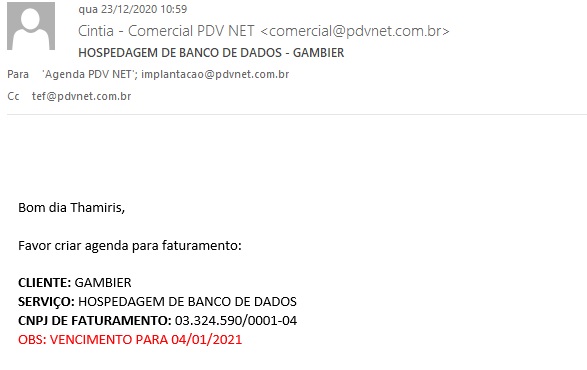 qua 23/12/2020 10:59
Cintia - Comercial PDV NET <comercial@pdvnet.com.br>
HOSPEDAGEM DE BANCO DE DADOS - GAMBIER
Para 'Agenda PDV NET'; implantacao@pdvnet.com.br
Cc tef@pdvnet.com.br
Bom dia Thamiris,
Favor criar agenda para faturamento:
CLIENTE: GAMBIER
SERVIÇO: HOSPEDAGEM DE BANCO DE DADOS
CNPJ DE FATURAMENTO: 03.324.590/0001-04
OBS: VENCIMENTO PARA 04/01/2021